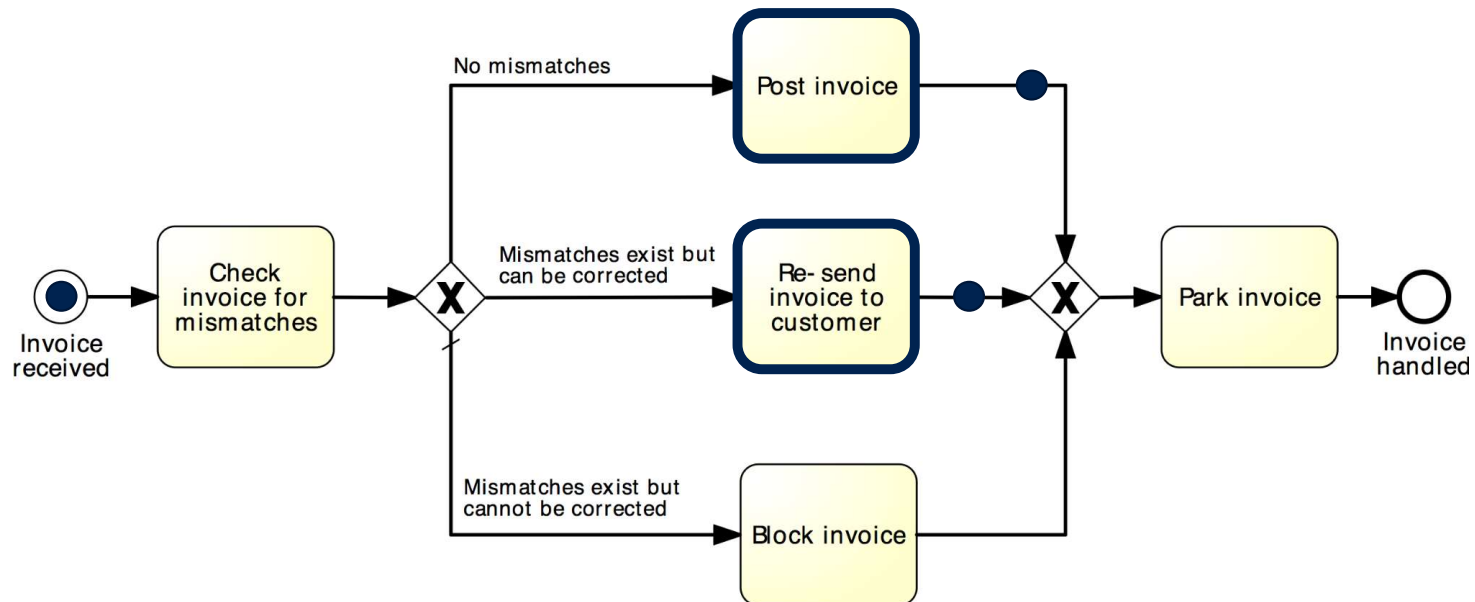 No mismatches
Post invoice
Invoice
received
Check
invoice for
mismatches
X
Mismatches exist but
can be corrected
Re- send
invoice to
customer
X
Park invoice
Invoice
handled
Mismatches exist but
cannot be corrected
Block invoice